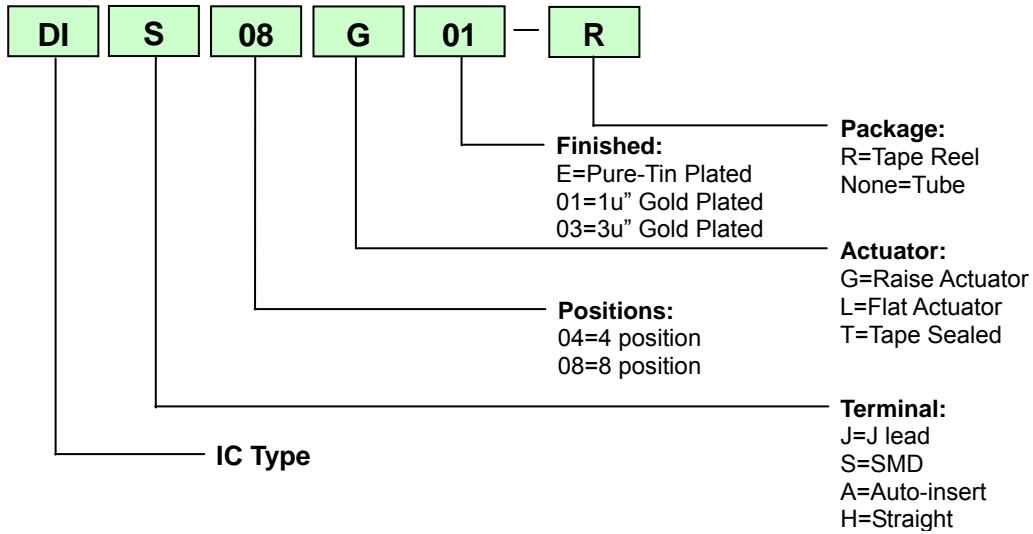 DI S 08 G 01 — R
Package:
R=Tape Reel
None=Tube
Finished:
E=Pure-Tin Plated
01=1u” Gold Plated
03=3u” Gold Plated
Actuator:
G=Raise Actuator
L=Flat Actuator
T=Tape Sealed
Positions:
04=4 position
08=8 position
Terminal:
J=J lead
S=SMD
A=Auto-insert
H=Straight
IC Type